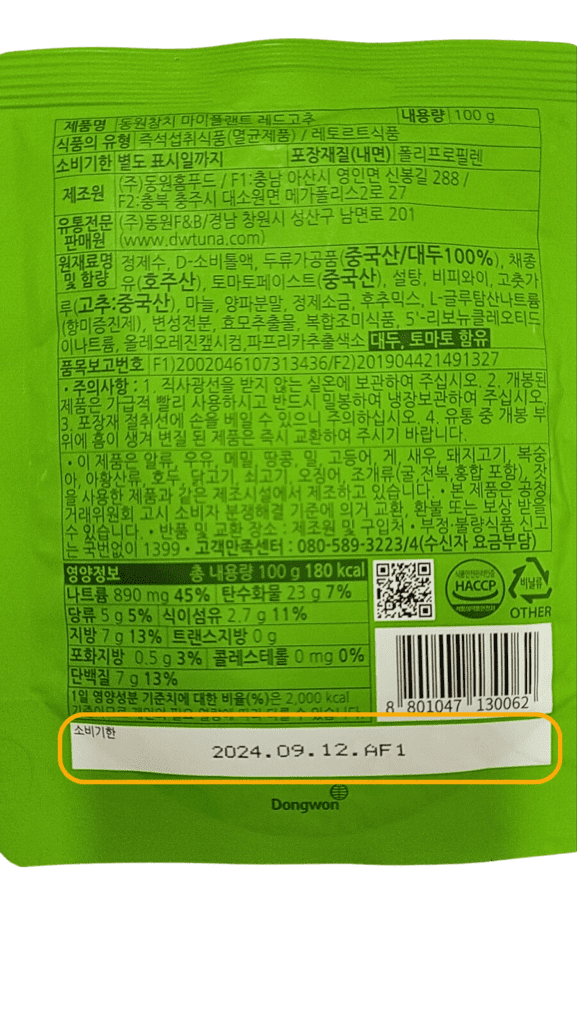 제품명 동원참치 마이플랜트 레드고추 내용량 100 g
식품의 유형 즉석섭취식품(멸균제품) / 레토르트식품
소비기한 별도 표시일까지 포장재질(내면) 폴리프로필렌
제조원 (주)동원홈푸드 / F1:충남 아산시 영인면 신봉길 288 /
F2:충북 충주시 대소원면 메가폴리스2로 27
유통전문 판매원 (주)동원F&B/경남 창원시 성산구 남면로 201
(www.dwtuna.com)
원재료명 및 함량 정제수, D-소비톨액, 두류가공품(중국산/대두100%), 채종
유(호주산), 토마토페이스트(중국산), 설탕, 비피와이, 고춧가
루(고추:중국산), 마늘, 양파분말, 정제소금, 후추믹스, L-글루탐산나트륨
(향미증진제), 변성전분, 효모추출물, 복합조미식품, 5'-리보뉴클레오티드
이나트륨, 올레오레진캡시컴,파프리카추출색소 대두, 토마토 함유
품목보고번호 F1)2002046107313436/F2)201904421491327
• 주의사항 : 1. 직사광선을 받지 않는 실온에 보관하여 주십시오. 2. 개봉된
제품은 가급적 빨리 사용하시고 반드시 밀봉하여 냉장보관하여 주십시오.
3. 포장재 절취선에 손을 베일 수 있으니 주의하십시오. 4. 유통 중 개봉 부
위에 흠이 생겨 변질 된 제품은 즉시 교환하여 주시기 바랍니다.
• 이 제품은 알류, 우유, 메밀, 땅콩, 밀, 고등어, 게, 새우, 돼지고기, 복숭
아, 아황산류, 호두, 닭고기, 쇠고기, 오징어, 조개류(굴,전복,홍합 포함), 잣
을 사용한 제품과 같은 제조시설에서 제조하고 있습니다. • 본 제품은 공정
거래위원회 고시 소비자 분쟁해결 기준에 의거 교환, 환불 또는 보상 받을
수 있습니다. • 반품 및 교환 장소 : 제조원 및 구입처 • 부정·불량식품 신고
는 국번없이 1399 • 고객만족센터 : 080-589-3223/4(수신자 요금부담)
영양정보 총 내용량 100 g 180 kcal
나트륨 890 mg 45% 탄수화물 23 g 7%
당류 5 g 5% 식이섬유 2.7 g 11%
지방 7 g 13% 트랜스지방 0 g
포화지방 0.5 g 3% 콜레스테롤 0 mg 0%
단백질 7 g 13%
1일 영양성분 기준치에 대한 비율(%)은 2,000 kcal
HACCP
비닐류
OTHER
8 801047 130062
소비기한
2024.09.12.AF1
Dongwon